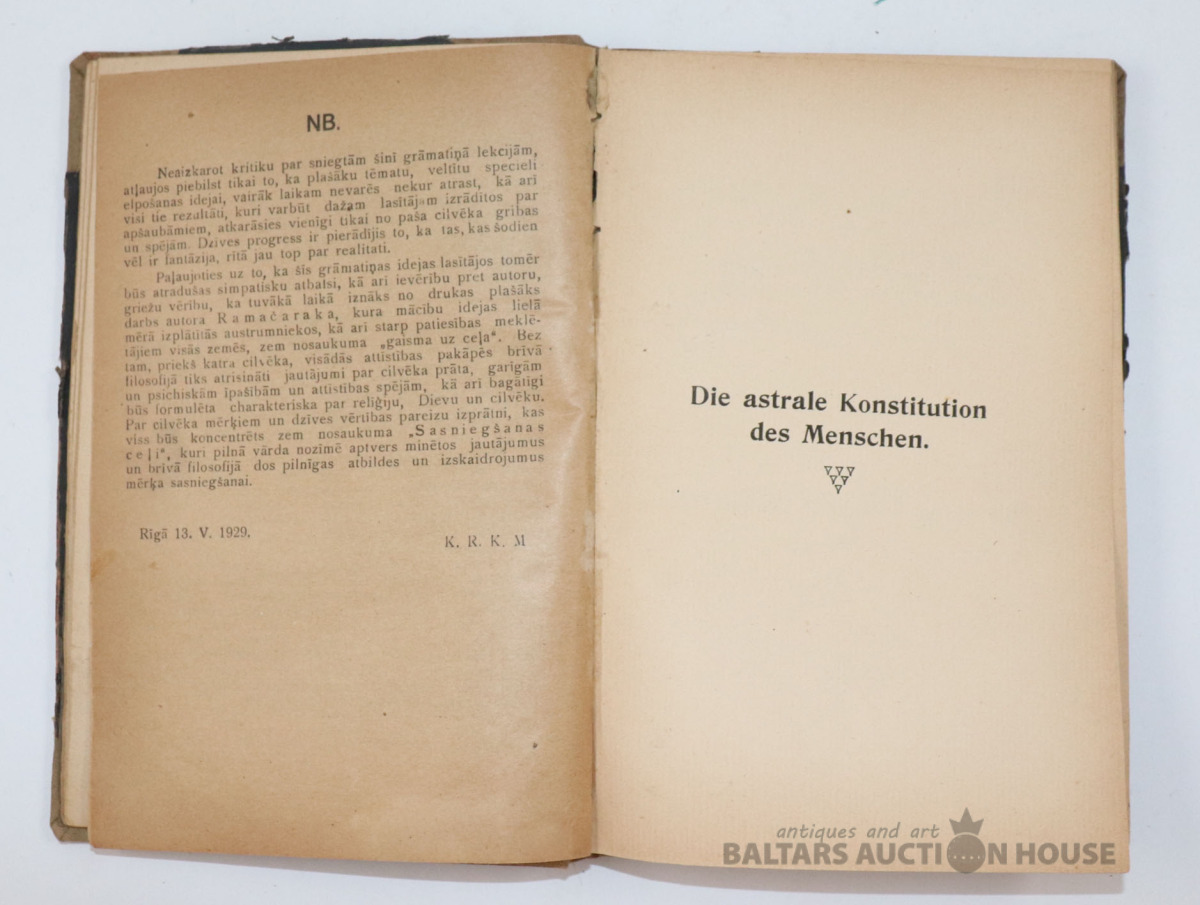 NB.
Neaizkarot kritiku par sniegtām šinī grāmatiņā lekcijām,
atļaujos piebilst tikai to, ka plašāku tēmatu, veltītu specieli
elpošanas idejai, vairāk laikam nevarēs nekur atrast, kā arī
visi tie rezultāti, kuri varbūt dažam lasītājam izrādītos par
apšaubāmiem, atkarāsies vienīgi tikai no paša cilvēka gribas
un spējām. Dzīves progress ir pierādījis to, ka tas, kas šodien
vēl ir fantāzija, rītā jau top par realitāti.
Paļaujoties uz to, ka šīs grāmatiņas idejas lasītājos tomēr
būs atradušas simpatisku atbalsi, kā ari ievērību pret autoru,
griežu vērību, ka tuvākā laikā iznāks no drukas plašāks
darbs autora Ramačaraka, kura mācību idejas lielā
mērā izplātītās austrumniekos, kā ari starp patiesības meklē-
tājiem visās zemēs, zem nosaukuma „gaisma uz ceļa“. Bez
tam, priekš katra cilvēka, visādās attistības pakāpēs brīvā
filosofijā tiks atrisināti jautājumi par cilvēka prāta, garīgām
un psichiskām īpašībām un attistības spējām, kā arī bagātīgi
būs formulēta charakteriska par reliģiju, Dievu un cilvēku.
Par cilvēka mērķiem un dzīves vērtības pareizu izprātni, kas
viss būs koncentrēts zem nosaukuma „Sasniegšanas
ceļi“, kuri pilnā vārda nozīmē aptvers minētos jautājumus
un brīvā filosofijā dos pilnīgas atbildes un izskaidrojumus
mērķa sasniegšanai.
Rīgā 13. V. 1929.
K. R. K. M
Die astrale Konstitution
des Menschen.
antiques and art
BALTARS AUCTION HOUSE